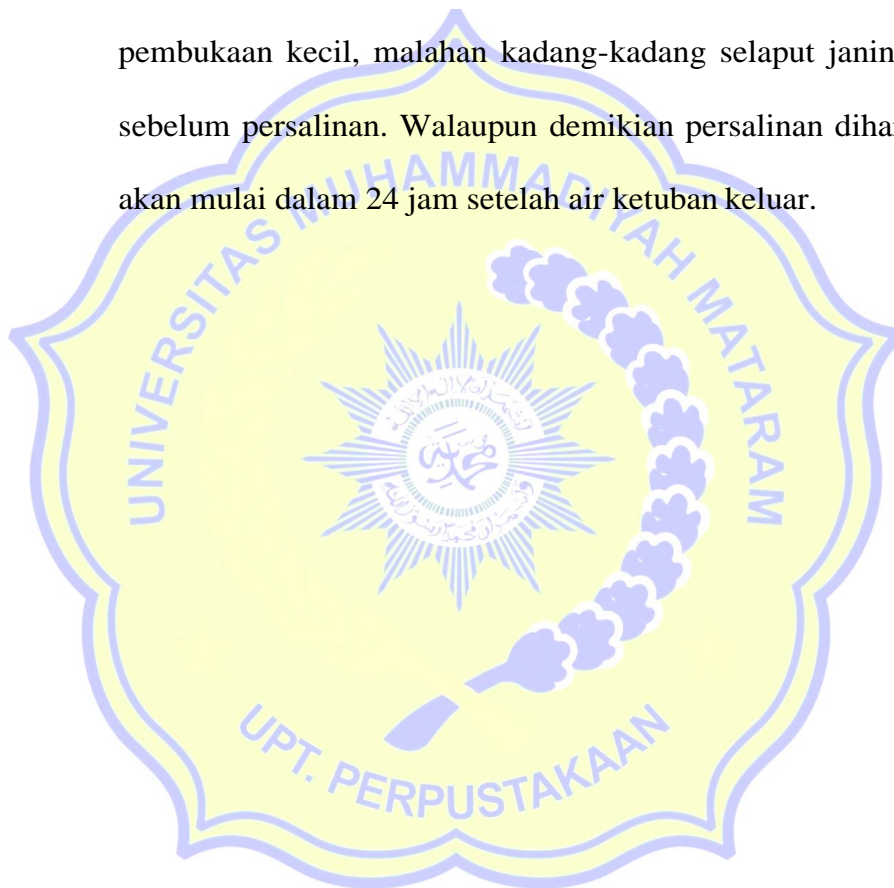 pembukaan kecil, malahan kadang-kadang selaput janin
sebelum persalinan. Walaupun demikian persalinan
akan mulai dalam 24 jam setelah air ketuban keluar.
UNIVERSITAS MUHAMMADIYAH MATARAM
محمد
UPT. PERPUSTAKAAN